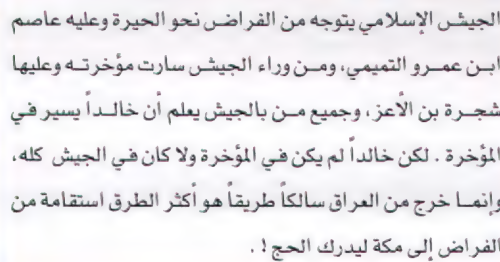 الجيش الإسلامي يتوجه من الفراض نحو الحيرة وعليه عاصم
ابن عمرو التميمي، ومن وراء الجيش سارت مؤخرته وعليها
شجرة بن الأعز، وجميع من بالجيش يعلم أن خالداً يسير في
المؤخرة. لكن خالداً لم يكن في المؤخرة ولا كان في الجيش كله،
وإنما خرج من العراق سالكاً طريقاً هو أكثر الطرق استقامة من
الفراض إلى مكة ليدرك الحج! .